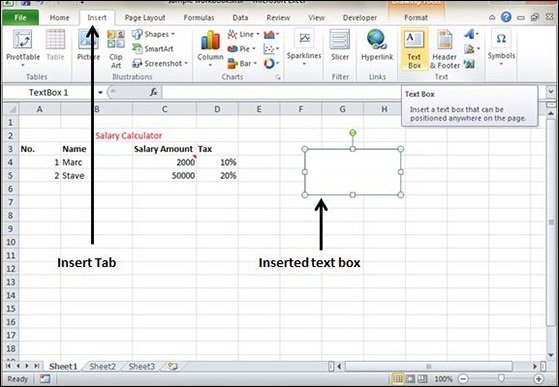 sample workbook.xlsx - Microsoft Excel
File Home Insert Page Layout Formulas Data Review View Developer Format
PivotTable Table Picture Clip Art Shapes SmartArt Screenshot Column Line Pie Bar Area Scatter Other Charts Sparklines Slicer Hyperlink Text Box Header & Footer Symbols
Tables Illustrations Charts Filter Links Text
TextBox 1 fx
Text Box
Insert a text box that can be positioned anywhere on the page.
A B C D E F G H
1
2 Salary Calculator
3 No. Name Salary Amount Tax
4 1 Marc 2000 10%
5 2 Stave 50000 20%
6
7
8
9
10
11
12
13
14
15
16
17
18
Insert Tab
Inserted text box
Sheet1 Sheet2 Sheet3
Ready 100%